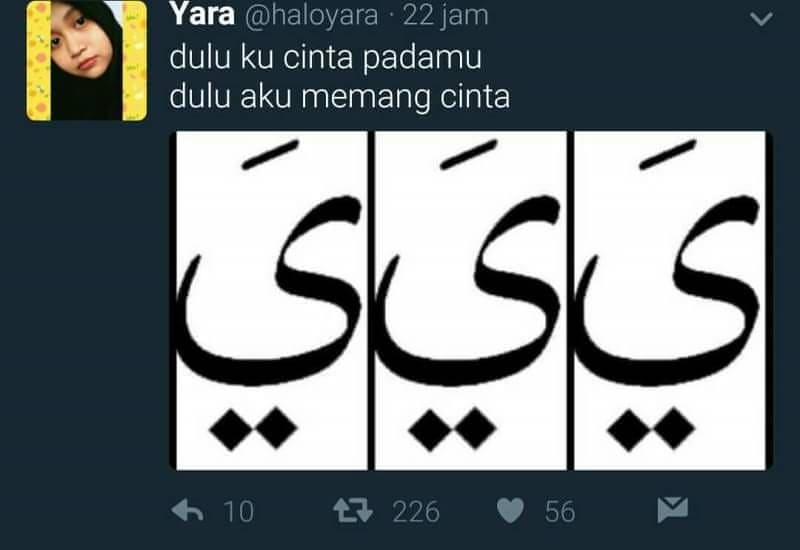 Yara @haloyara · 22 jam
dulu ku cinta padamu
dulu aku memang cinta
يَ يَ يَ
10 226 56